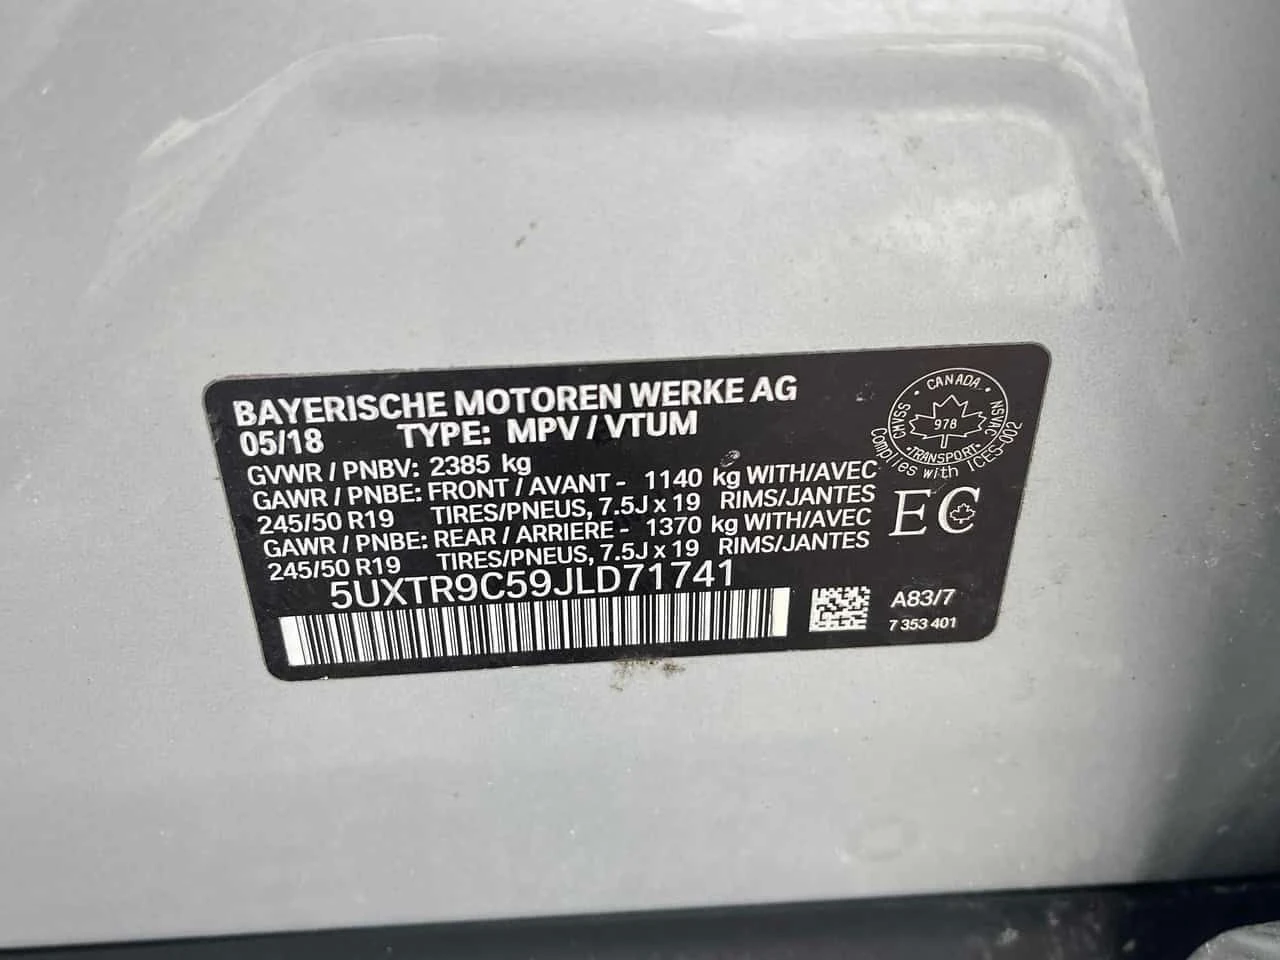 BAYERISCHE MOTOREN WERKE AG
05/18 TYPE: MPV / VTUM
GVWR / PNBV: 2385 kg
GAWR / PNBE: FRONT / AVANT - 1140 kg WITH/AVEC
245/50 R19 TIRES/PNEUS, 7.5J x 19 RIMS/JANTES
GAWR / PNBE: REAR / ARRIERE - 1370 kg WITH/AVEC
245/50 R19 TIRES/PNEUS, 7.5J x 19 RIMS/JANTES
5UXTR9C59JLD71741
CANADA
CMVSS
NSVAC
978
TRANSPORT
Complies with ICES-002
EC
A83/7
7 353 401